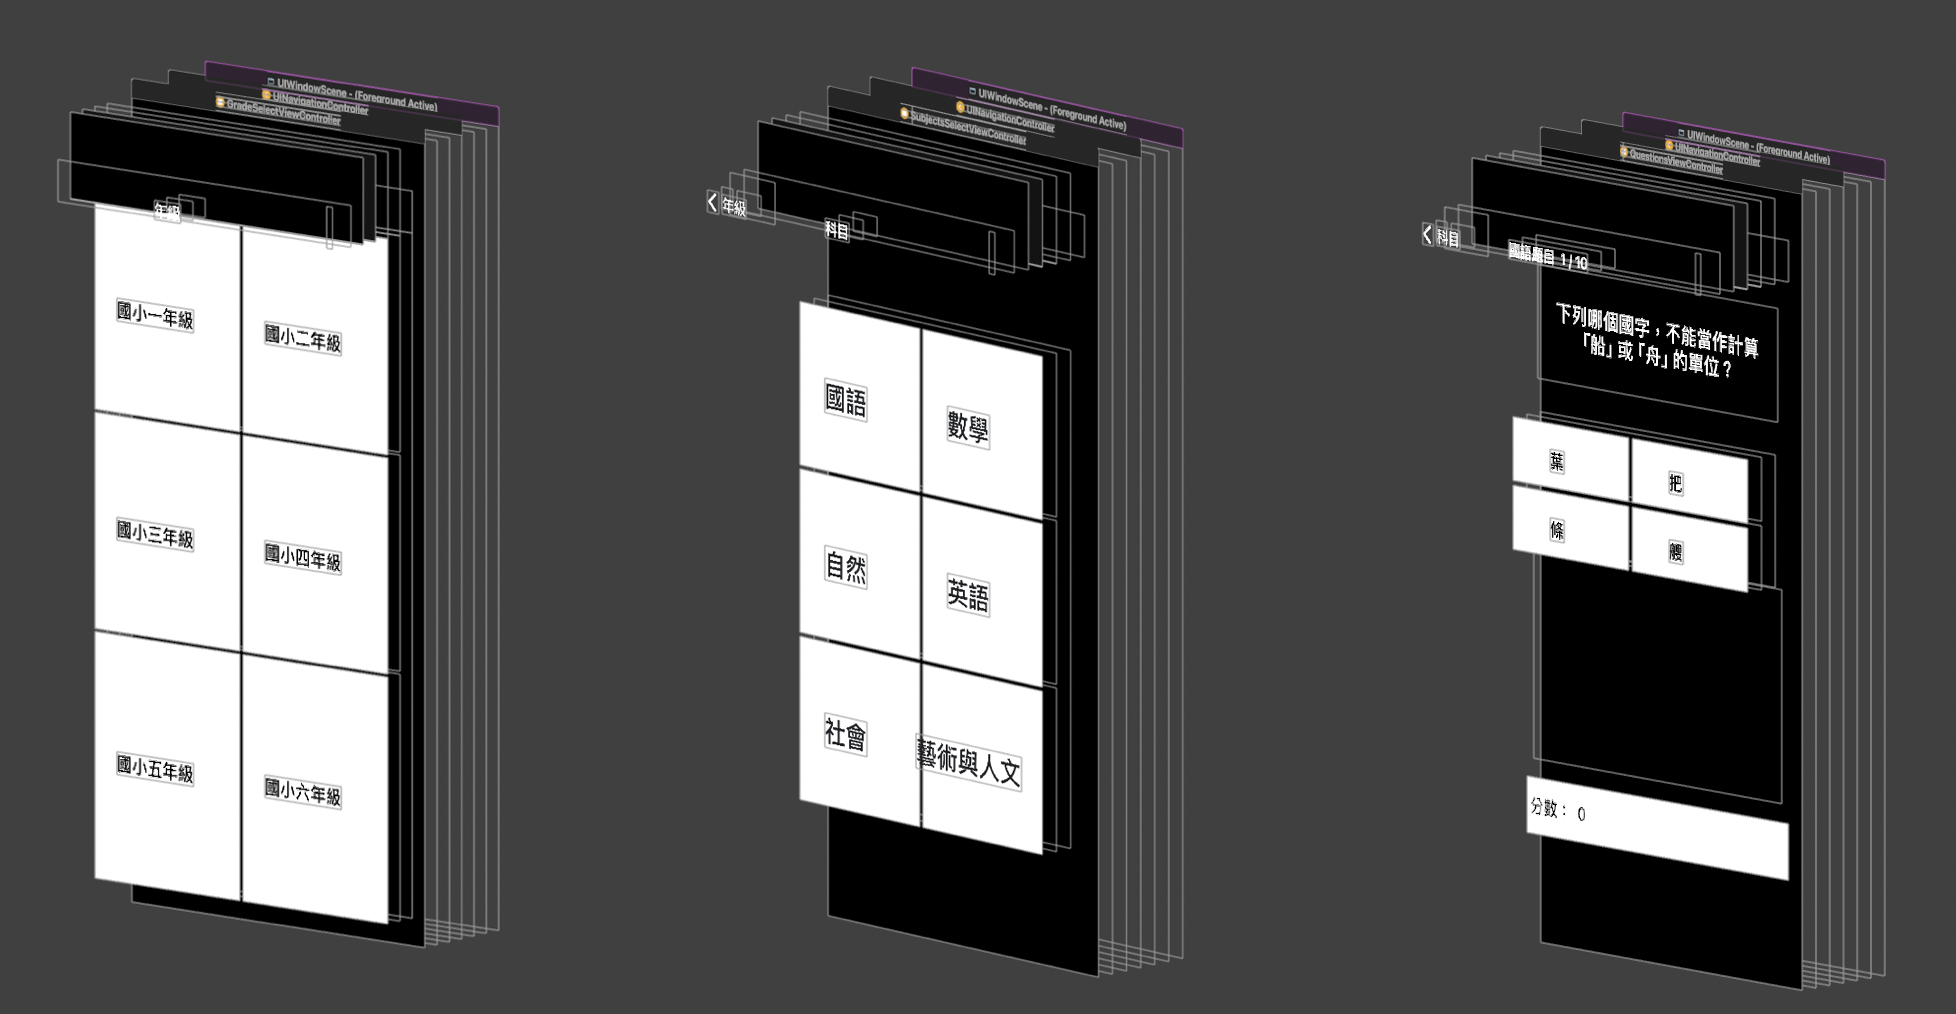 UIWindowScene - (Foreground Active)
UINavigationController
GradeSelectViewController
年級
國小一年級
國小二年級
國小三年級
國小四年級
國小五年級
國小六年級
UIWindowScene - (Foreground Active)
UINavigationController
SubjectsSelectViewController
年級
科目
國語
數學
自然
英語
社會
藝術與人文
UIWindowScene - (Foreground Active)
UINavigationController
QuestionsViewController
科目
國語題目 1 / 10
下列哪個國字，不能當作計算
「船」或「舟」的單位？
葉
把
條
艘
分數： 0